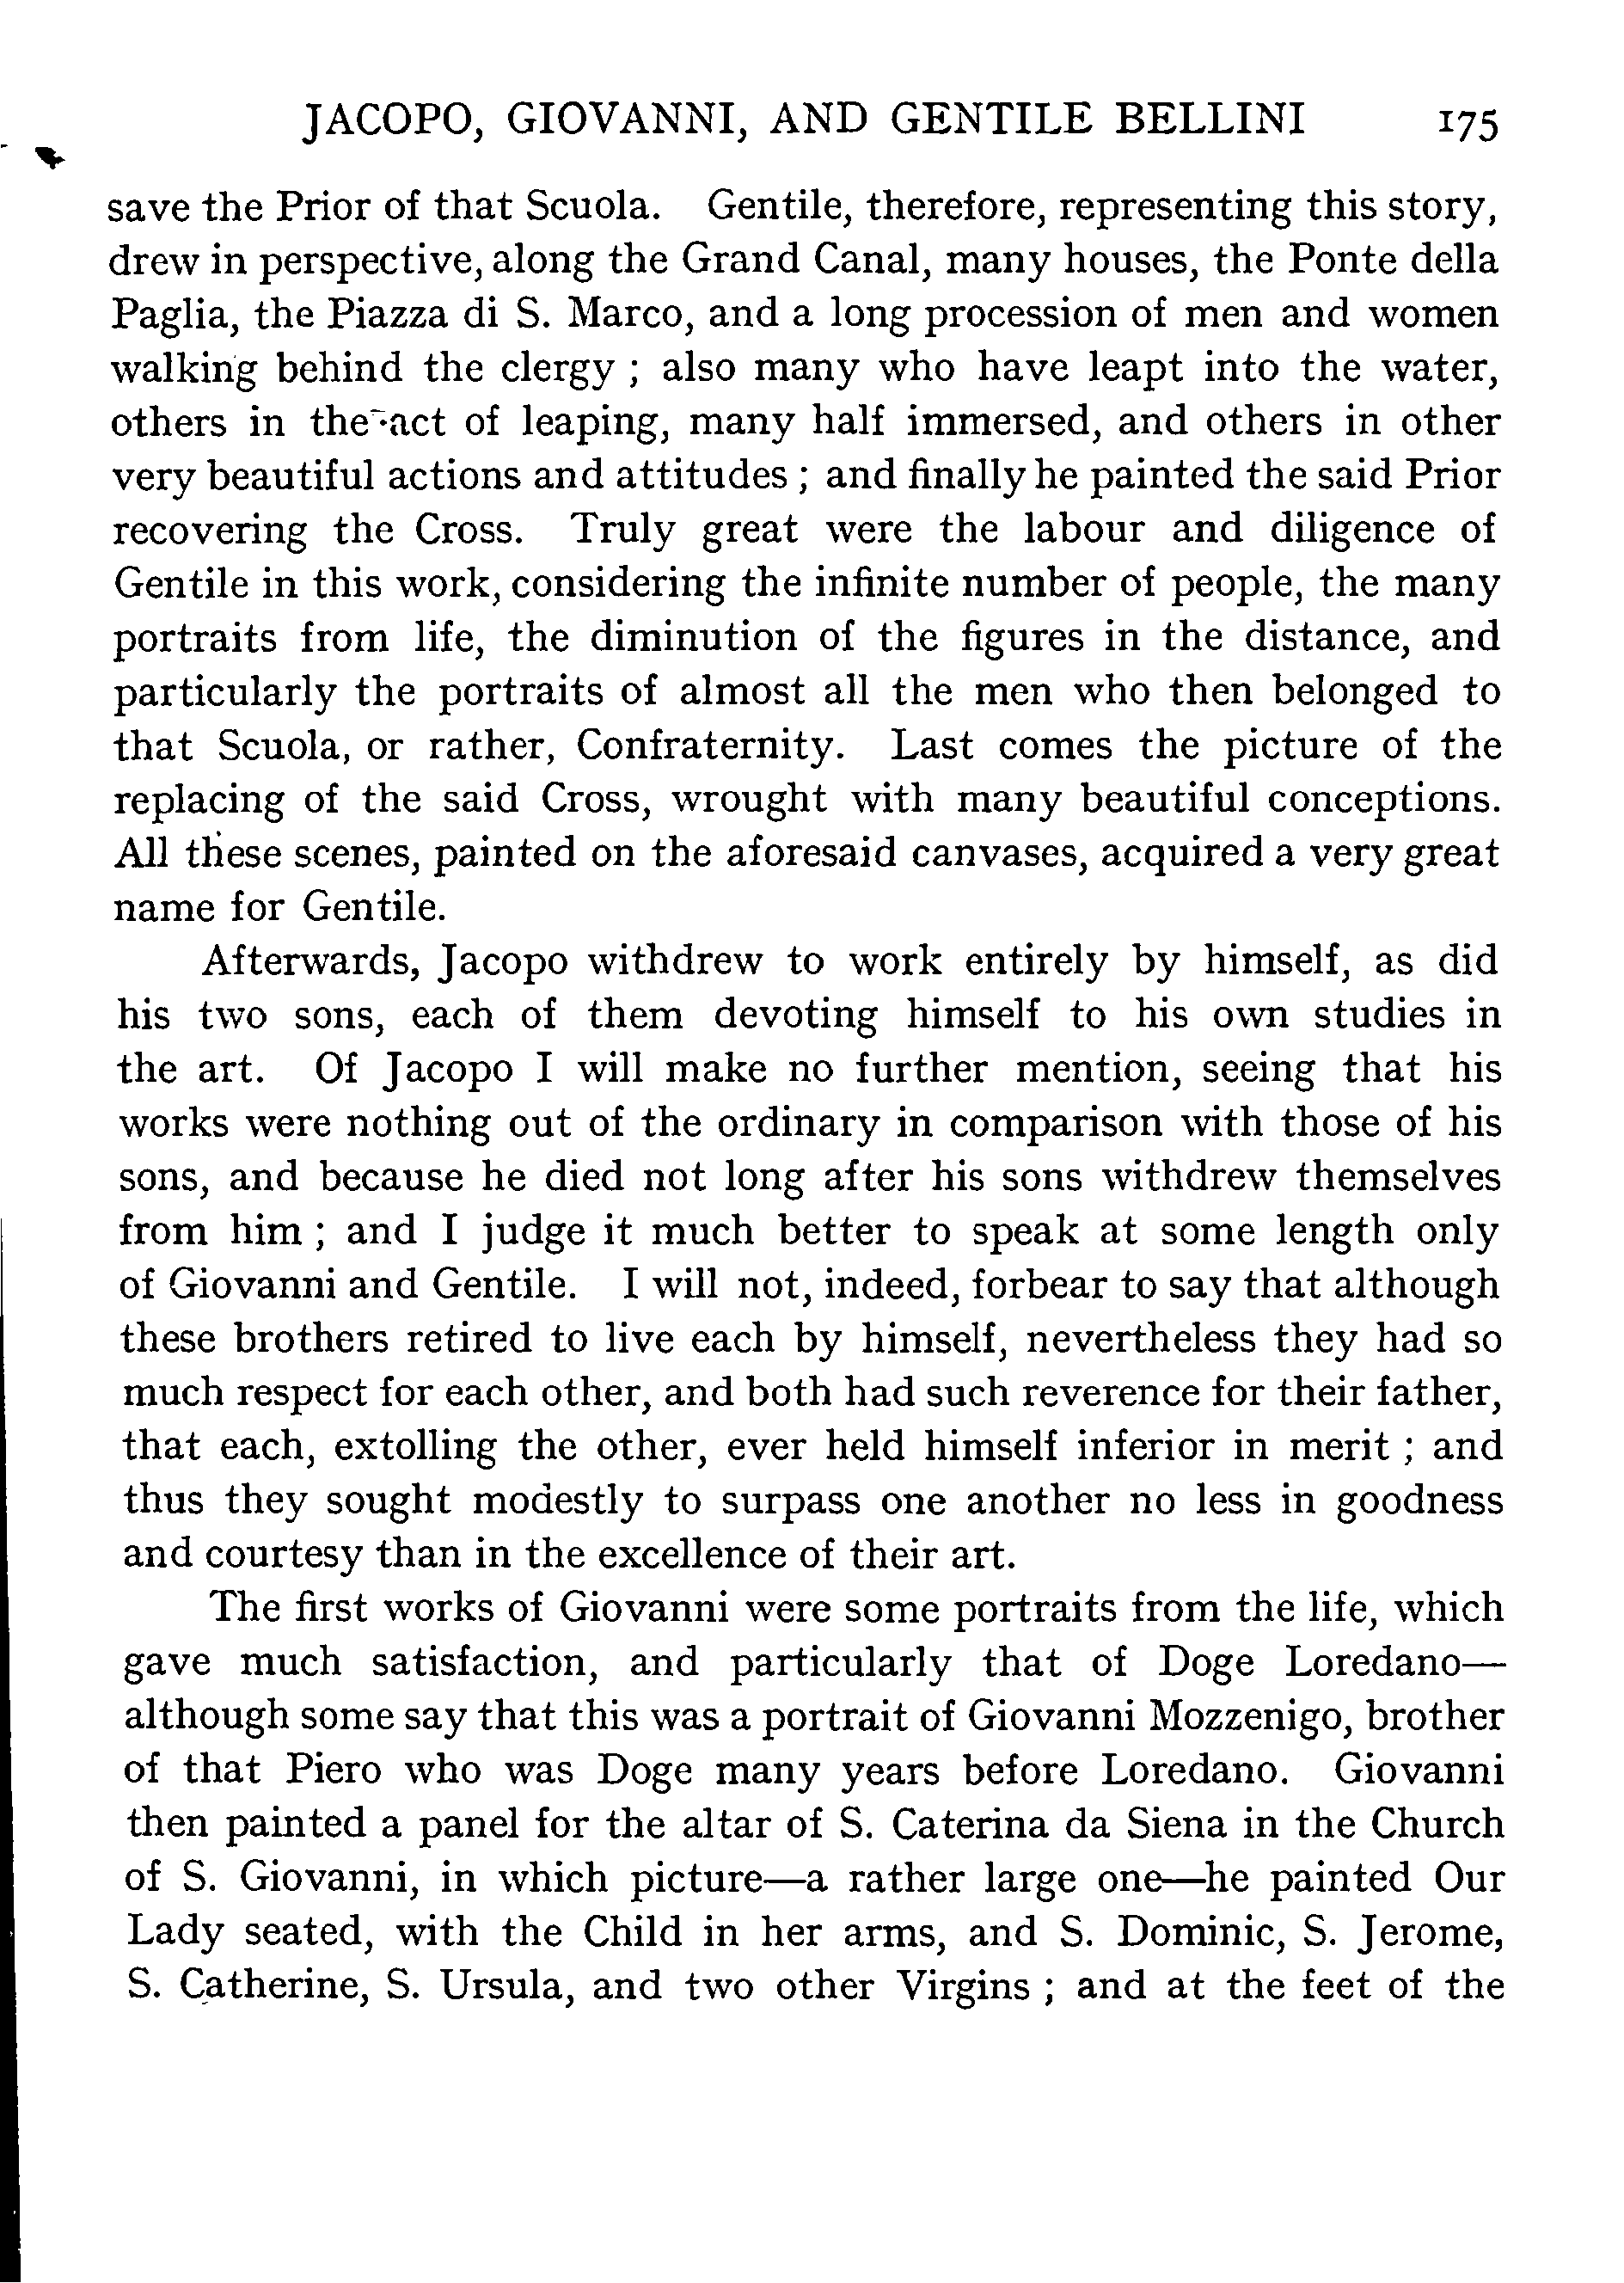 JACOPO, GIOVANNI, AND GENTILE BELLINI 175
save the Prior of that Scuola. Gentile, therefore, representing this story,
drew in perspective, along the Grand Canal, many houses, the Ponte della
Paglia, the Piazza di S. Marco, and a long procession of men and women
walking behind the clergy ; also many who have leapt into the water,
others in the act of leaping, many half immersed, and others in other
very beautiful actions and attitudes ; and finally he painted the said Prior
recovering the Cross. Truly great were the labour and diligence of
Gentile in this work, considering the infinite number of people, the many
portraits from life, the diminution of the figures in the distance, and
particularly the portraits of almost all the men who then belonged to
that Scuola, or rather, Confraternity. Last comes the picture of the
replacing of the said Cross, wrought with many beautiful conceptions.
All these scenes, painted on the aforesaid canvases, acquired a very great
name for Gentile.
Afterwards, Jacopo withdrew to work entirely by himself, as did
his two sons, each of them devoting himself to his own studies in
the art. Of Jacopo I will make no further mention, seeing that his
works were nothing out of the ordinary in comparison with those of his
sons, and because he died not long after his sons withdrew themselves
from him ; and I judge it much better to speak at some length only
of Giovanni and Gentile. I will not, indeed, forbear to say that although
these brothers retired to live each by himself, nevertheless they had so
much respect for each other, and both had such reverence for their father,
that each, extolling the other, ever held himself inferior in merit ; and
thus they sought modestly to surpass one another no less in goodness
and courtesy than in the excellence of their art.
The first works of Giovanni were some portraits from the life, which
gave much satisfaction, and particularly that of Doge Loredano—
although some say that this was a portrait of Giovanni Mozzenigo, brother
of that Piero who was Doge many years before Loredano. Giovanni
then painted a panel for the altar of S. Caterina da Siena in the Church
of S. Giovanni, in which picture—a rather large one—he painted Our
Lady seated, with the Child in her arms, and S. Dominic, S. Jerome,
S. Catherine, S. Ursula, and two other Virgins ; and at the feet of the